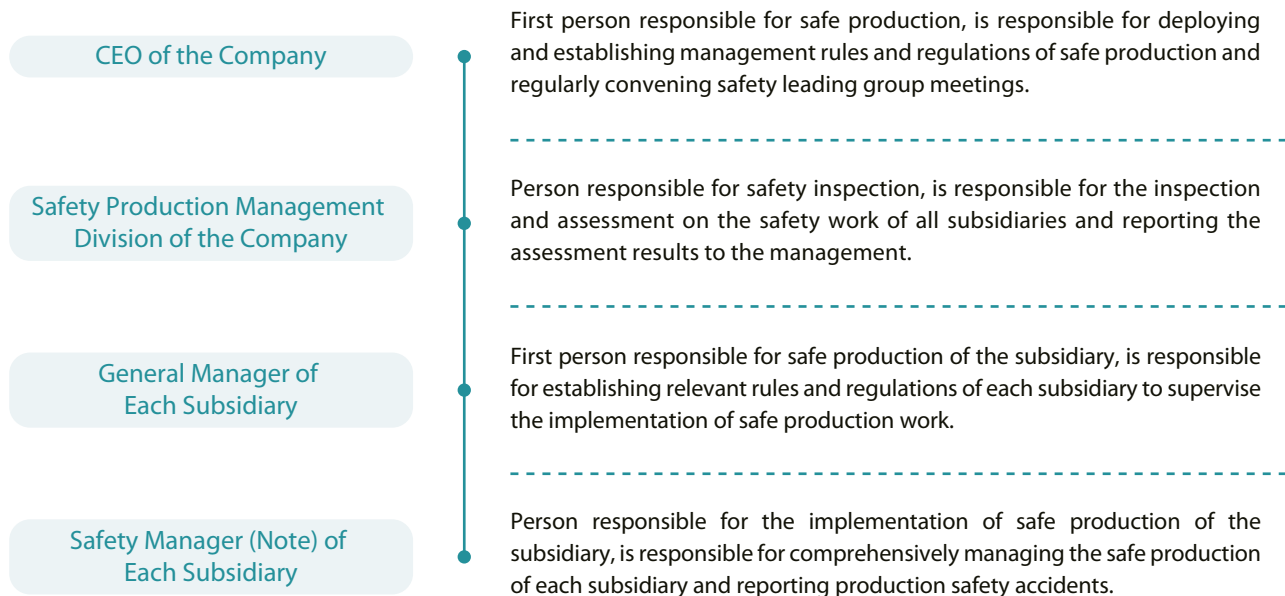 CEO of the Company
First person responsible for safe production, is responsible for deploying
and establishing management rules and regulations of safe production and
regularly convening safety leading group meetings.
Safety Production Management
Division of the Company
Person responsible for safety inspection, is responsible for the inspection
and assessment on the safety work of all subsidiaries and reporting the
assessment results to the management.
General Manager of
Each Subsidiary
First person responsible for safe production of the subsidiary, is responsible
for establishing relevant rules and regulations of each subsidiary to supervise
the implementation of safe production work.
Safety Manager (Note) of
Each Subsidiary
Person responsible for the implementation of safe production of the
subsidiary, is responsible for comprehensively managing the safe production
of each subsidiary and reporting production safety accidents.